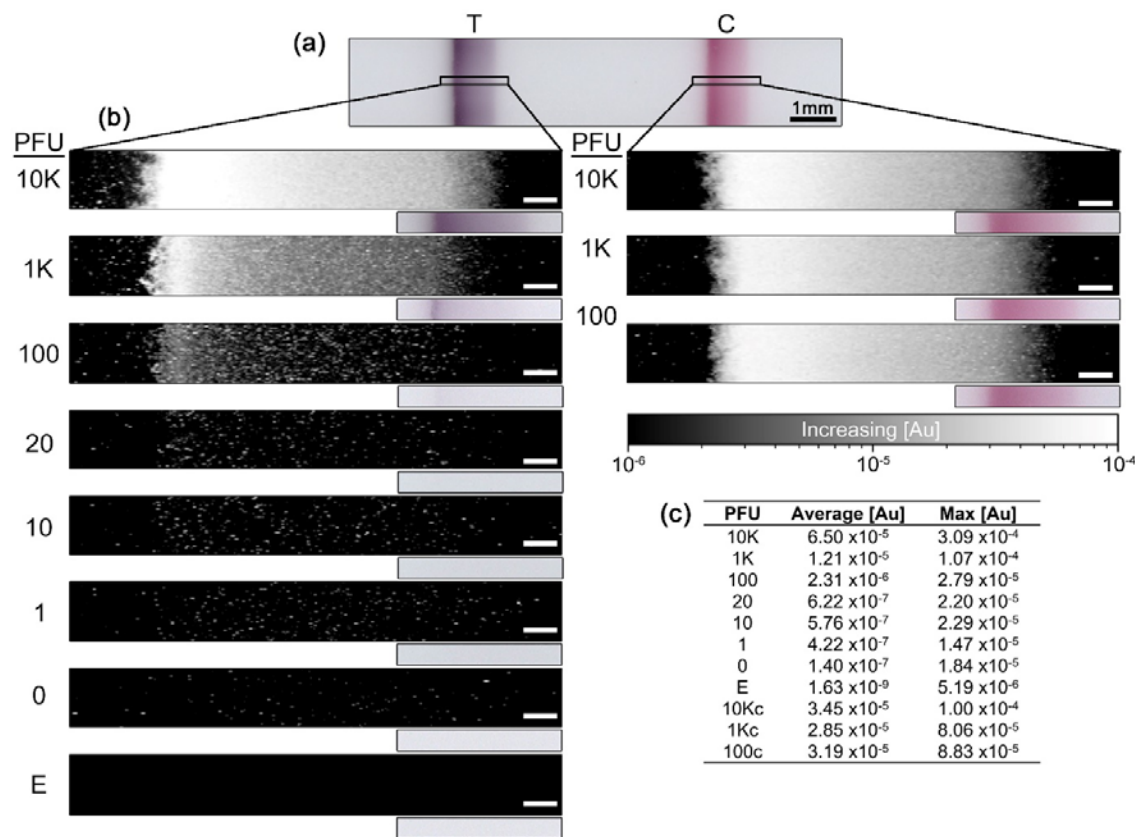 T C
(a)
1mm
(b)
PFU PFU
10K 10K
1K 1K
100 100
20
10
1
0
E
Increasing [Au]
10⁻⁶ 10⁻⁵ 10⁻⁴
(c)
PFU Average [Au] Max [Au]
10K 6.50 x10⁻⁵ 3.09 x10⁻⁴
1K 1.21 x10⁻⁵ 1.07 x10⁻⁴
100 2.31 x10⁻⁶ 2.79 x10⁻⁵
20 6.22 x10⁻⁷ 2.20 x10⁻⁵
10 5.76 x10⁻⁷ 2.29 x10⁻⁵
1 4.22 x10⁻⁷ 1.47 x10⁻⁵
0 1.40 x10⁻⁷ 1.84 x10⁻⁵
E 1.63 x10⁻⁹ 5.19 x10⁻⁶
10Kc 3.45 x10⁻⁵ 1.00 x10⁻⁴
1Kc 2.85 x10⁻⁵ 8.06 x10⁻⁵
100c 3.19 x10⁻⁵ 8.83 x10⁻⁵